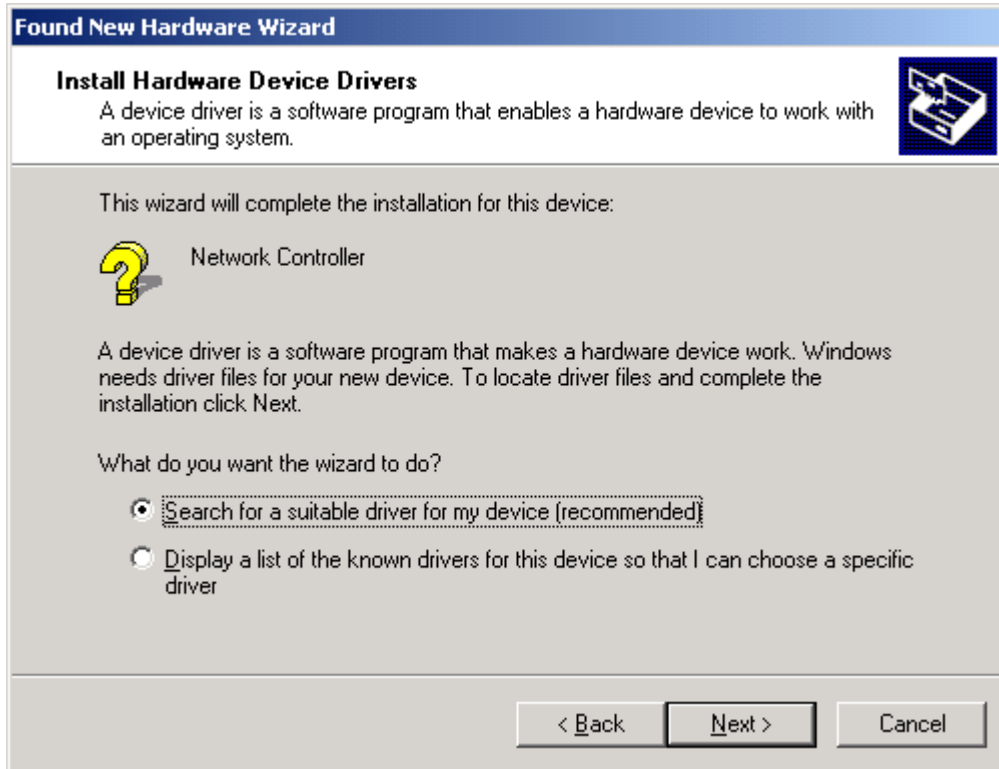 Found New Hardware Wizard
Install Hardware Device Drivers
A device driver is a software program that enables a hardware device to work with
an operating system.
This wizard will complete the installation for this device:
Network Controller
A device driver is a software program that makes a hardware device work. Windows
needs driver files for your new device. To locate driver files and complete the
installation click Next.
What do you want the wizard to do?
Search for a suitable driver for my device (recommended)
Display a list of the known drivers for this device so that I can choose a specific
driver
< Back Next > Cancel